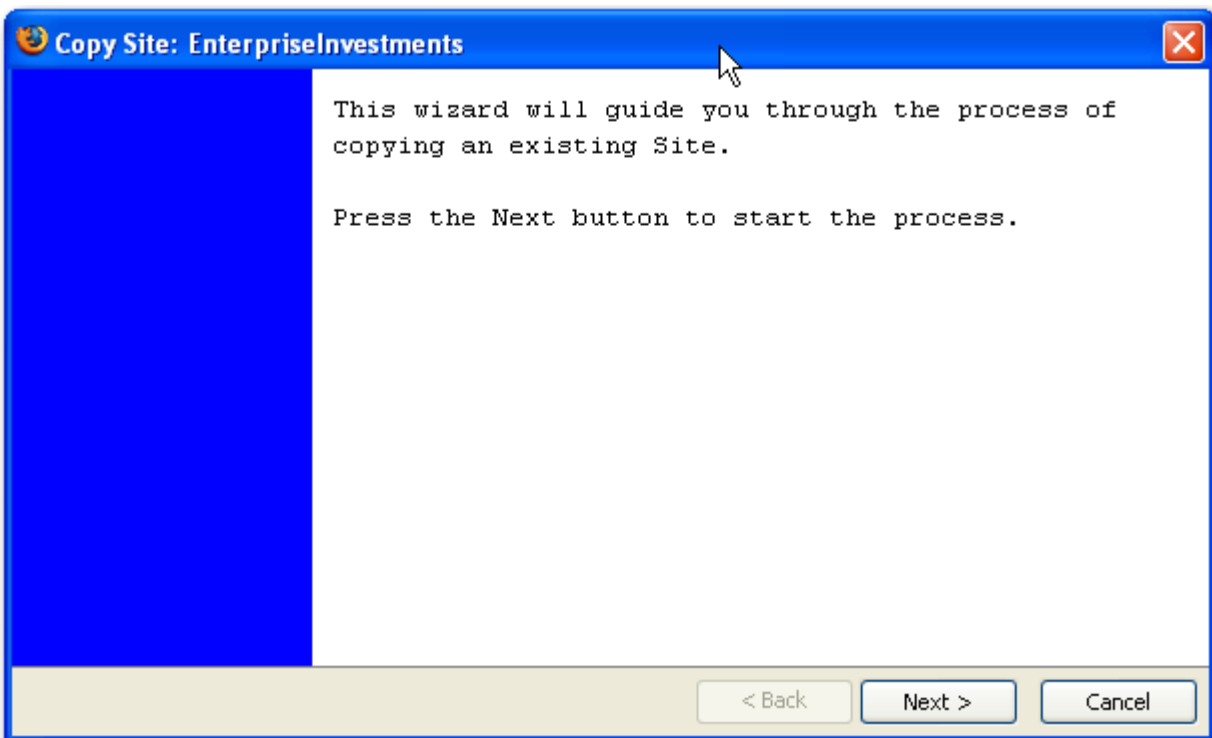 Copy Site: EnterpriseInvestments
This wizard will guide you through the process of
copying an existing Site.
Press the Next button to start the process.
< Back
Next >
Cancel